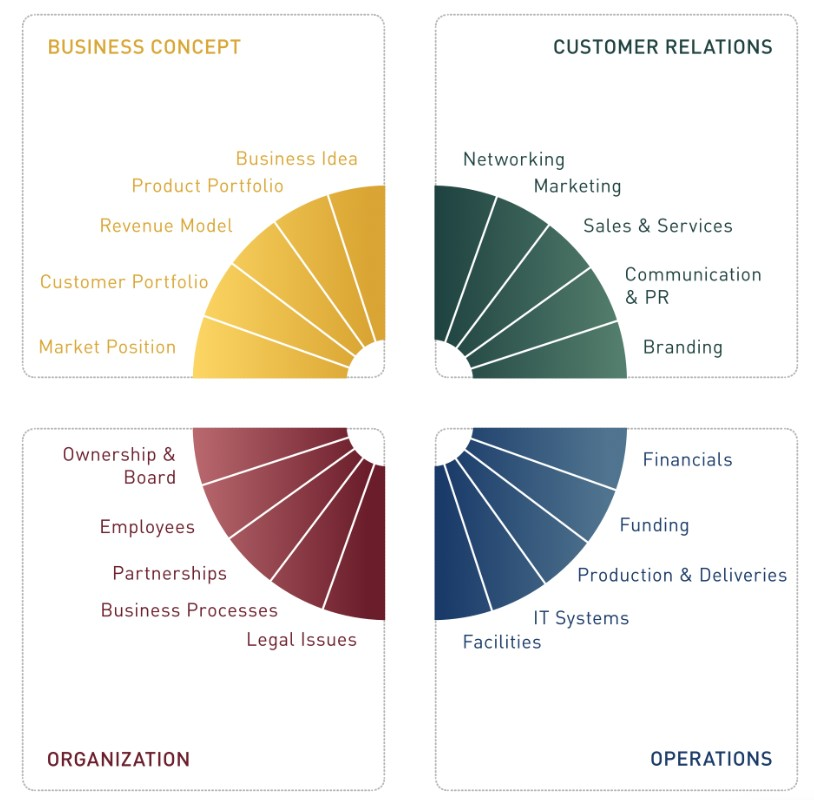 BUSINESS CONCEPT
Business Idea
Product Portfolio
Revenue Model
Customer Portfolio
Market Position
CUSTOMER RELATIONS
Networking
Marketing
Sales & Services
Communication
& PR
Branding
Ownership &
Board
Employees
Partnerships
Business Processes
Legal Issues
ORGANIZATION
Financials
Funding
Production & Deliveries
IT Systems
Facilities
OPERATIONS